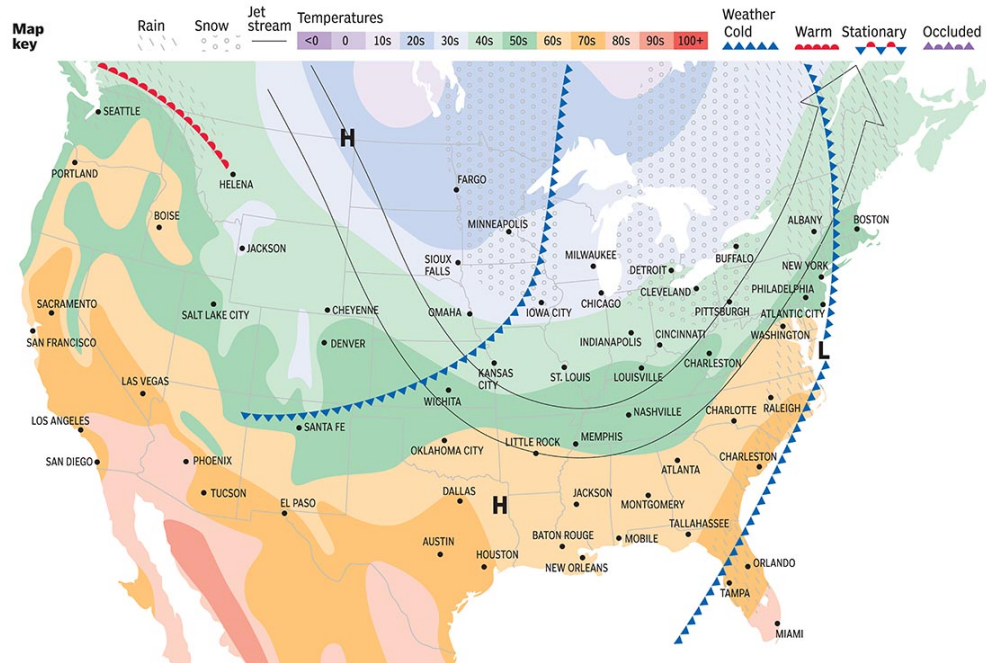 Map
key
Rain
Snow
Jet
stream
Temperatures
<0 0 10s 20s 30s 40s 50s 60s 70s 80s 90s 100+
Weather
Cold
Warm
Stationary
Occluded
SEATTLE
PORTLAND
HELENA
BOISE
JACKSON
H
FARGO
MINNEAPOLIS
SIOUX
FALLS
MILWAUKEE
DETROIT
BUFFALO
ALBANY
BOSTON
NEW YORK
PHILADELPHIA
ATLANTIC CITY
CLEVELAND
PITTSBURGH
WASHINGTON
CHICAGO
IOWA CITY
OMAHA
CHEYENNE
SALT LAKE CITY
SACRAMENTO
SAN FRANCISCO
DENVER
INDIANAPOLIS
CINCINNATI
CHARLESTON
L
KANSAS
CITY
ST. LOUIS
LOUISVILLE
LAS VEGAS
WICHITA
LOS ANGELES
SANTA FE
NASHVILLE
CHARLOTTE
RALEIGH
OKLAHOMA CITY
LITTLE ROCK
MEMPHIS
SAN DIEGO
PHOENIX
ATLANTA
CHARLESTON
TUCSON
EL PASO
DALLAS
H
JACKSON
MONTGOMERY
TALLAHASSEE
AUSTIN
HOUSTON
BATON ROUGE
MOBILE
NEW ORLEANS
ORLANDO
TAMPA
MIAMI